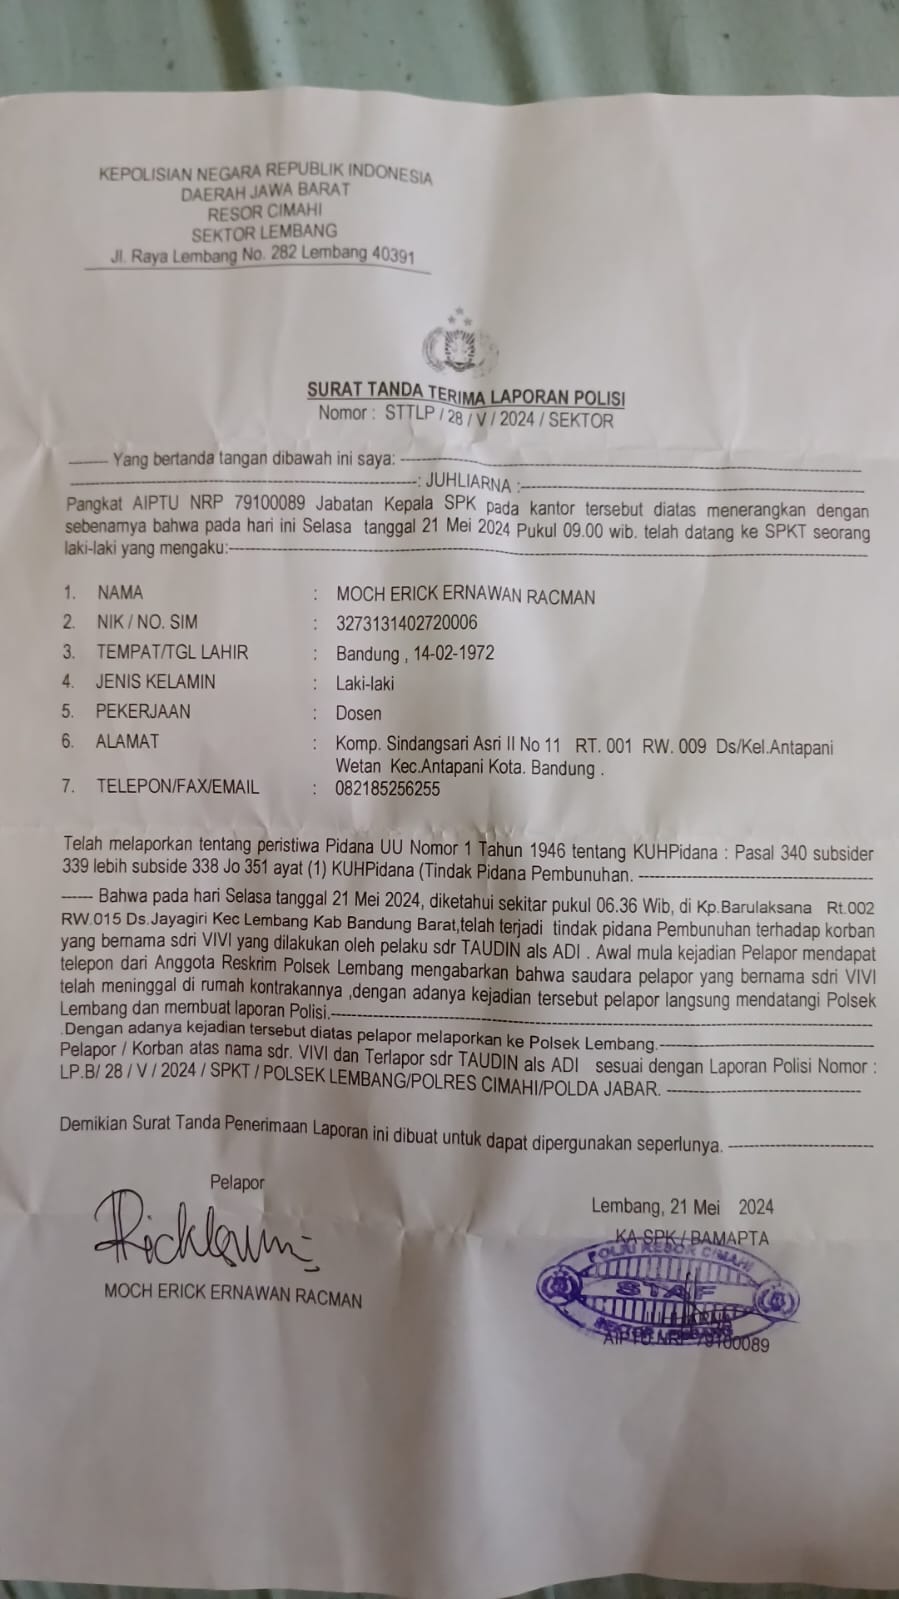 KEPOLISIAN NEGARA REPUBLIK INDONESIA
DAERAH JAWA BARAT
RESOR CIMAHI
SEKTOR LEMBANG
Jl. Raya Lembang No. 282 Lembang 40391
SURAT TANDA TERIMA LAPORAN POLISI
Nomor : STTLP / 28 / V / 2024 / SEKTOR
------- Yang bertanda tangan dibawah ini saya: -------
-------: JUHLIARNA :-------
Pangkat AIPTU NRP 79100089 Jabatan Kepala SPK pada kantor tersebut diatas menerangkan dengan
sebenarnya bahwa pada hari ini Selasa tanggal 21 Mei 2024 Pukul 09.00 wib. telah datang ke SPKT seorang
laki-laki yang mengaku:-------
1. NAMA : MOCH ERICK ERNAWAN RACMAN
2. NIK / NO. SIM : 3273131402720006
3. TEMPAT/TGL LAHIR : Bandung , 14-02-1972
4. JENIS KELAMIN : Laki-laki
5. PEKERJAAN : Dosen
6. ALAMAT : Komp. Sindangsari Asri II No 11 RT. 001 RW. 009 Ds/Kel.Antapani
Wetan Kec.Antapani Kota. Bandung .
7. TELEPON/FAX/EMAIL : 082185256255
Telah melaporkan tentang peristiwa Pidana UU Nomor 1 Tahun 1946 tentang KUHPidana : Pasal 340 subsider
339 lebih subside 338 Jo 351 ayat (1) KUHPidana (Tindak Pidana Pembunuhan. -------
------ Bahwa pada hari Selasa tanggal 21 Mei 2024, diketahui sekitar pukul 06.36 Wib, di Kp.Barulaksana Rt.002
RW.015 Ds.Jayagiri Kec Lembang Kab Bandung Barat,telah terjadi tindak pidana Pembunuhan terhadap korban
yang bernama sdri VIVI yang dilakukan oleh pelaku sdr TAUDIN als ADI . Awal mula kejadian Pelapor mendapat
telepon dari Anggota Reskrim Polsek Lembang mengabarkan bahwa saudara pelapor yang bernama sdri VIVI
telah meninggal di rumah kontrakannya ,dengan adanya kejadian tersebut pelapor langsung mendatangi Polsek
Lembang dan membuat laporan Polisi.-------
.Dengan adanya kejadian tersebut diatas pelapor melaporkan ke Polsek Lembang.-------
Pelapor / Korban atas nama sdr. VIVI dan Terlapor sdr TAUDIN als ADI sesuai dengan Laporan Polisi Nomor :
LP.B/ 28 / V / 2024 / SPKT / POLSEK LEMBANG/POLRES CIMAHI/POLDA JABAR. -------
Demikian Surat Tanda Penerimaan Laporan ini dibuat untuk dapat dipergunakan seperlunya. -------
Pelapor
MOCH ERICK ERNAWAN RACMAN
Lembang, 21 Mei 2024
KA SPK / BAMAPTA
POLRI RESOR CIMAHI
STAF
SEKTOR LEMBANG
AIPTU NRP 79100089